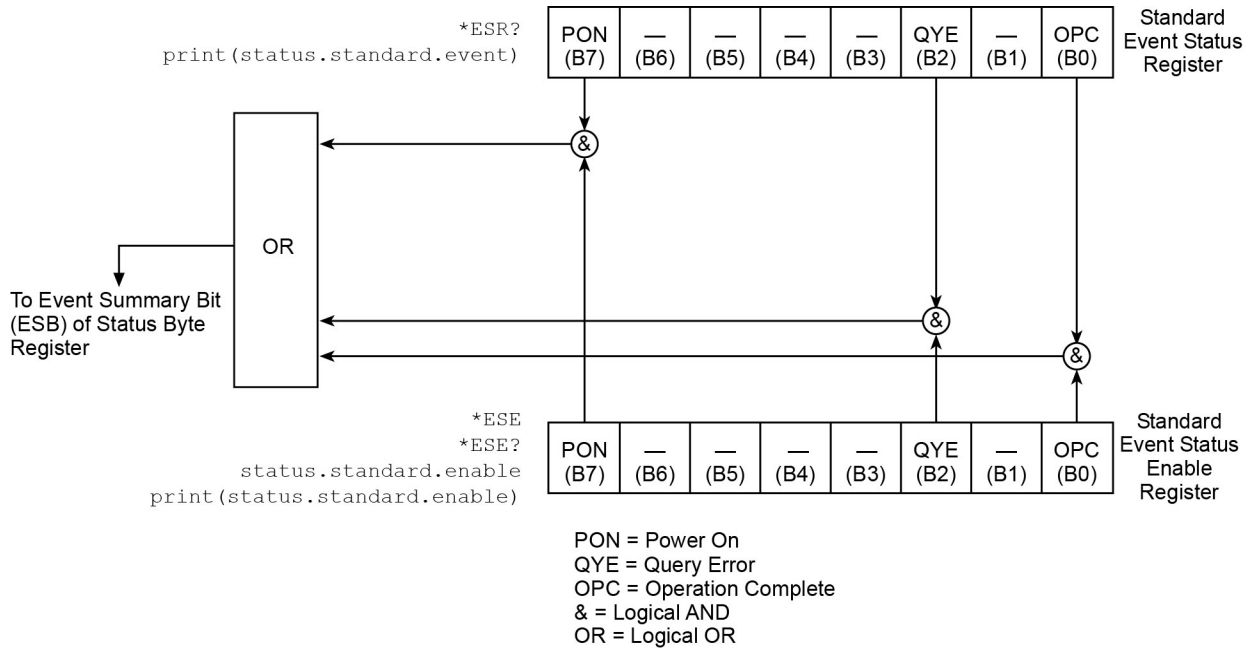 *ESR?
print(status.standard.event)
PON — — — — QYE — OPC
(B7) (B6) (B5) (B4) (B3) (B2) (B1) (B0)
Standard
Event Status
Register
&
OR
To Event Summary Bit
(ESB) of Status Byte
Register
&
&
*ESE
*ESE?
status.standard.enable
print(status.standard.enable)
PON — — — — QYE — OPC
(B7) (B6) (B5) (B4) (B3) (B2) (B1) (B0)
Standard
Event Status
Enable
Register
PON = Power On
QYE = Query Error
OPC = Operation Complete
& = Logical AND
OR = Logical OR